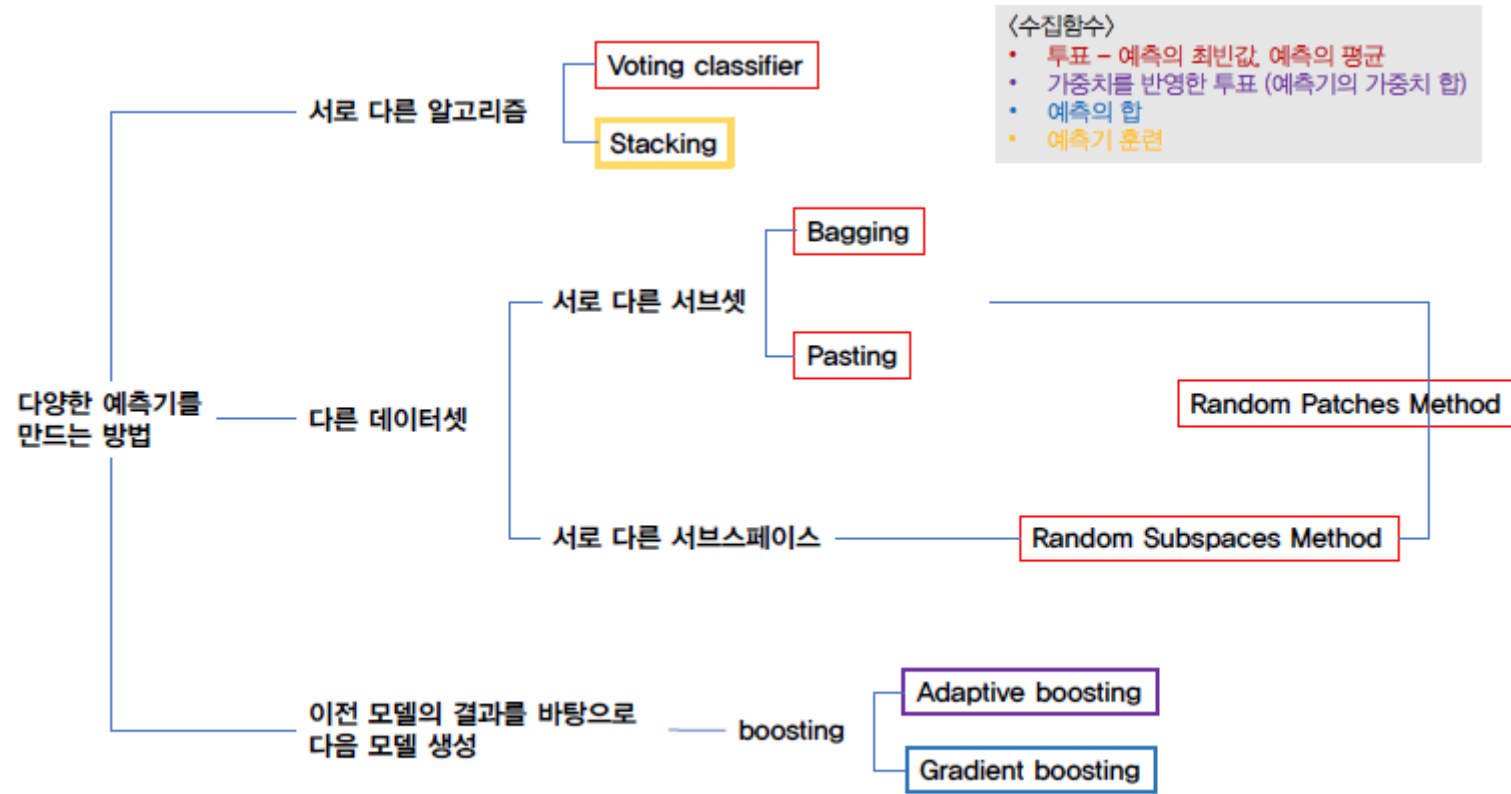 〈수집함수〉
• 투표 – 예측의 최빈값, 예측의 평균
• 가중치를 반영한 투표 (예측기의 가중치 합)
• 예측의 합
• 예측기 훈련
Voting classifier
서로 다른 알고리즘
Stacking
Bagging
서로 다른 서브셋
Pasting
다양한 예측기를
만드는 방법
다른 데이터셋
Random Patches Method
서로 다른 서브스페이스
Random Subspaces Method
이전 모델의 결과를 바탕으로
다음 모델 생성
boosting
Adaptive boosting
Gradient boosting